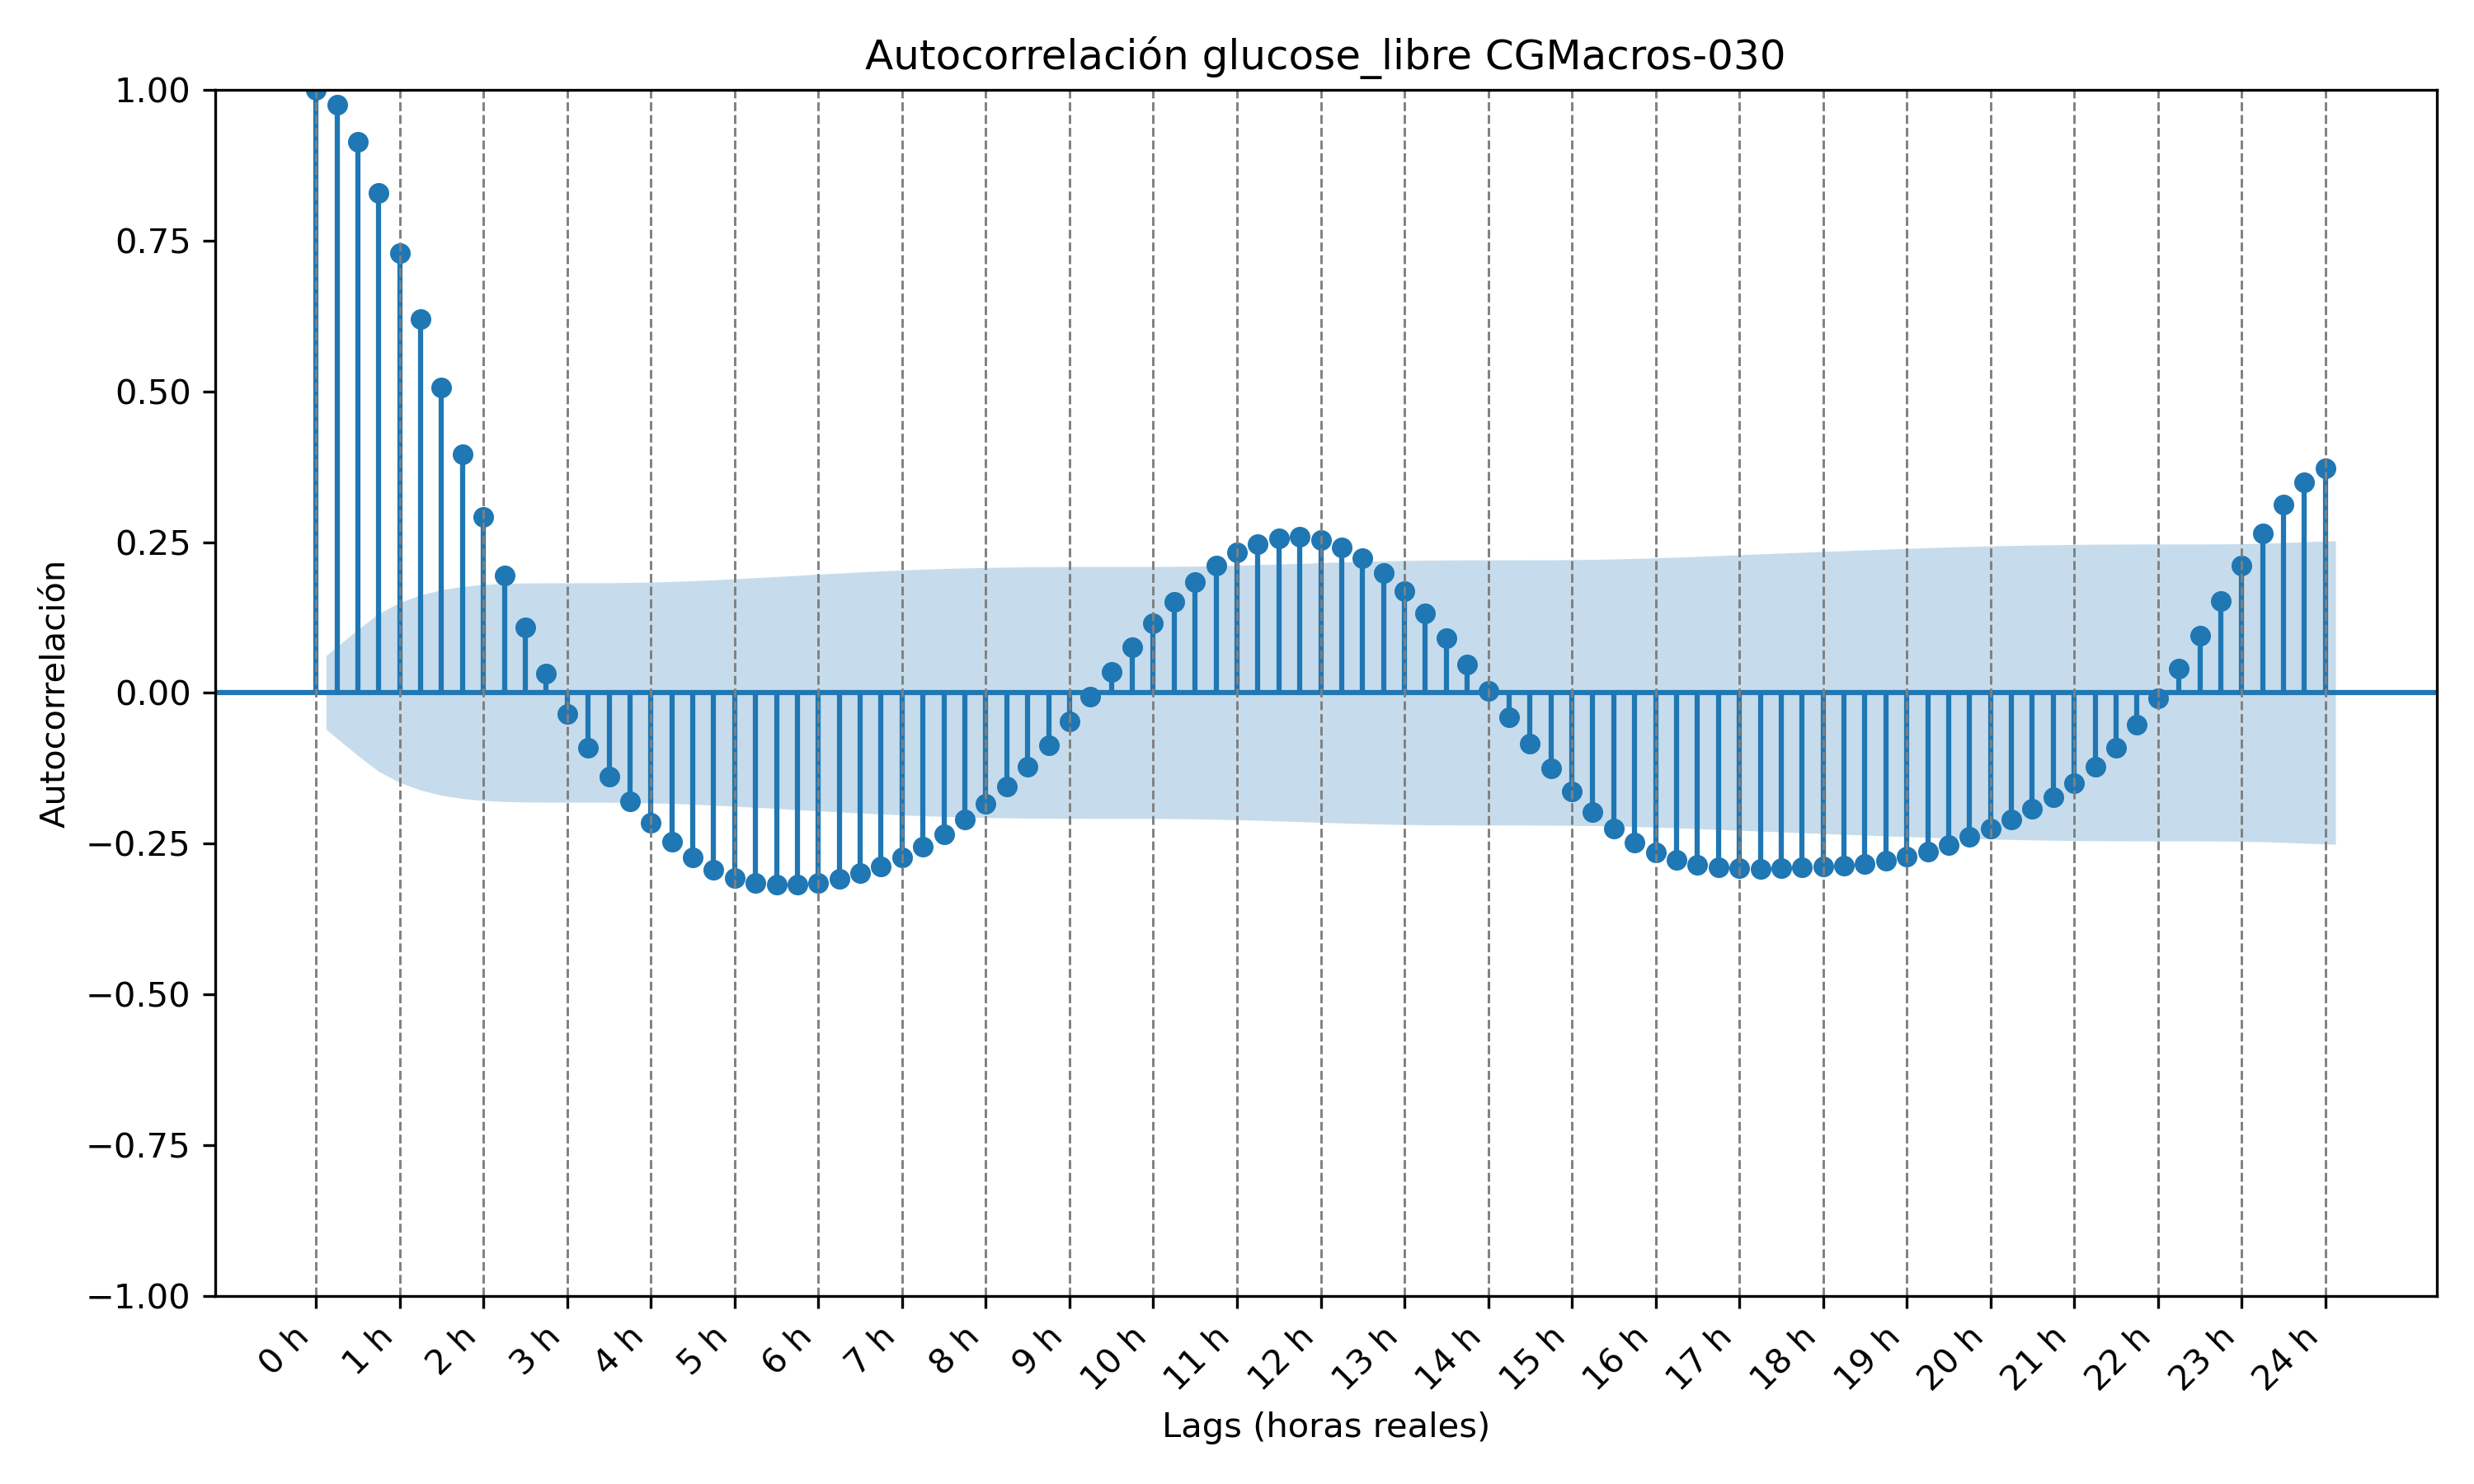 Autocorrelación glucose_libre CGMacros-030
Autocorrelación
1.00
0.75
0.50
0.25
0.00
−0.25
−0.50
−0.75
−1.00
0 h
1 h
2 h
3 h
4 h
5 h
6 h
7 h
8 h
9 h
10 h
11 h
12 h
13 h
14 h
15 h
16 h
17 h
18 h
19 h
20 h
21 h
22 h
23 h
24 h
Lags (horas reales)